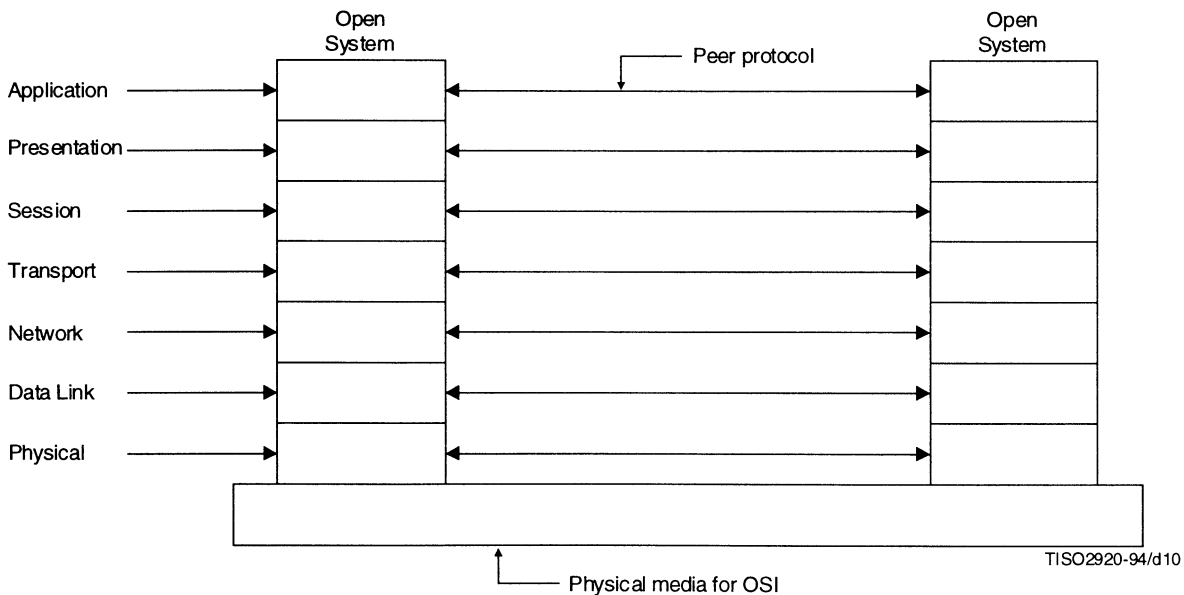 Open
System
Open
System
Peer protocol
Application
Presentation
Session
Transport
Network
Data Link
Physical
TISO2920-94/d10
Physical media for OSI